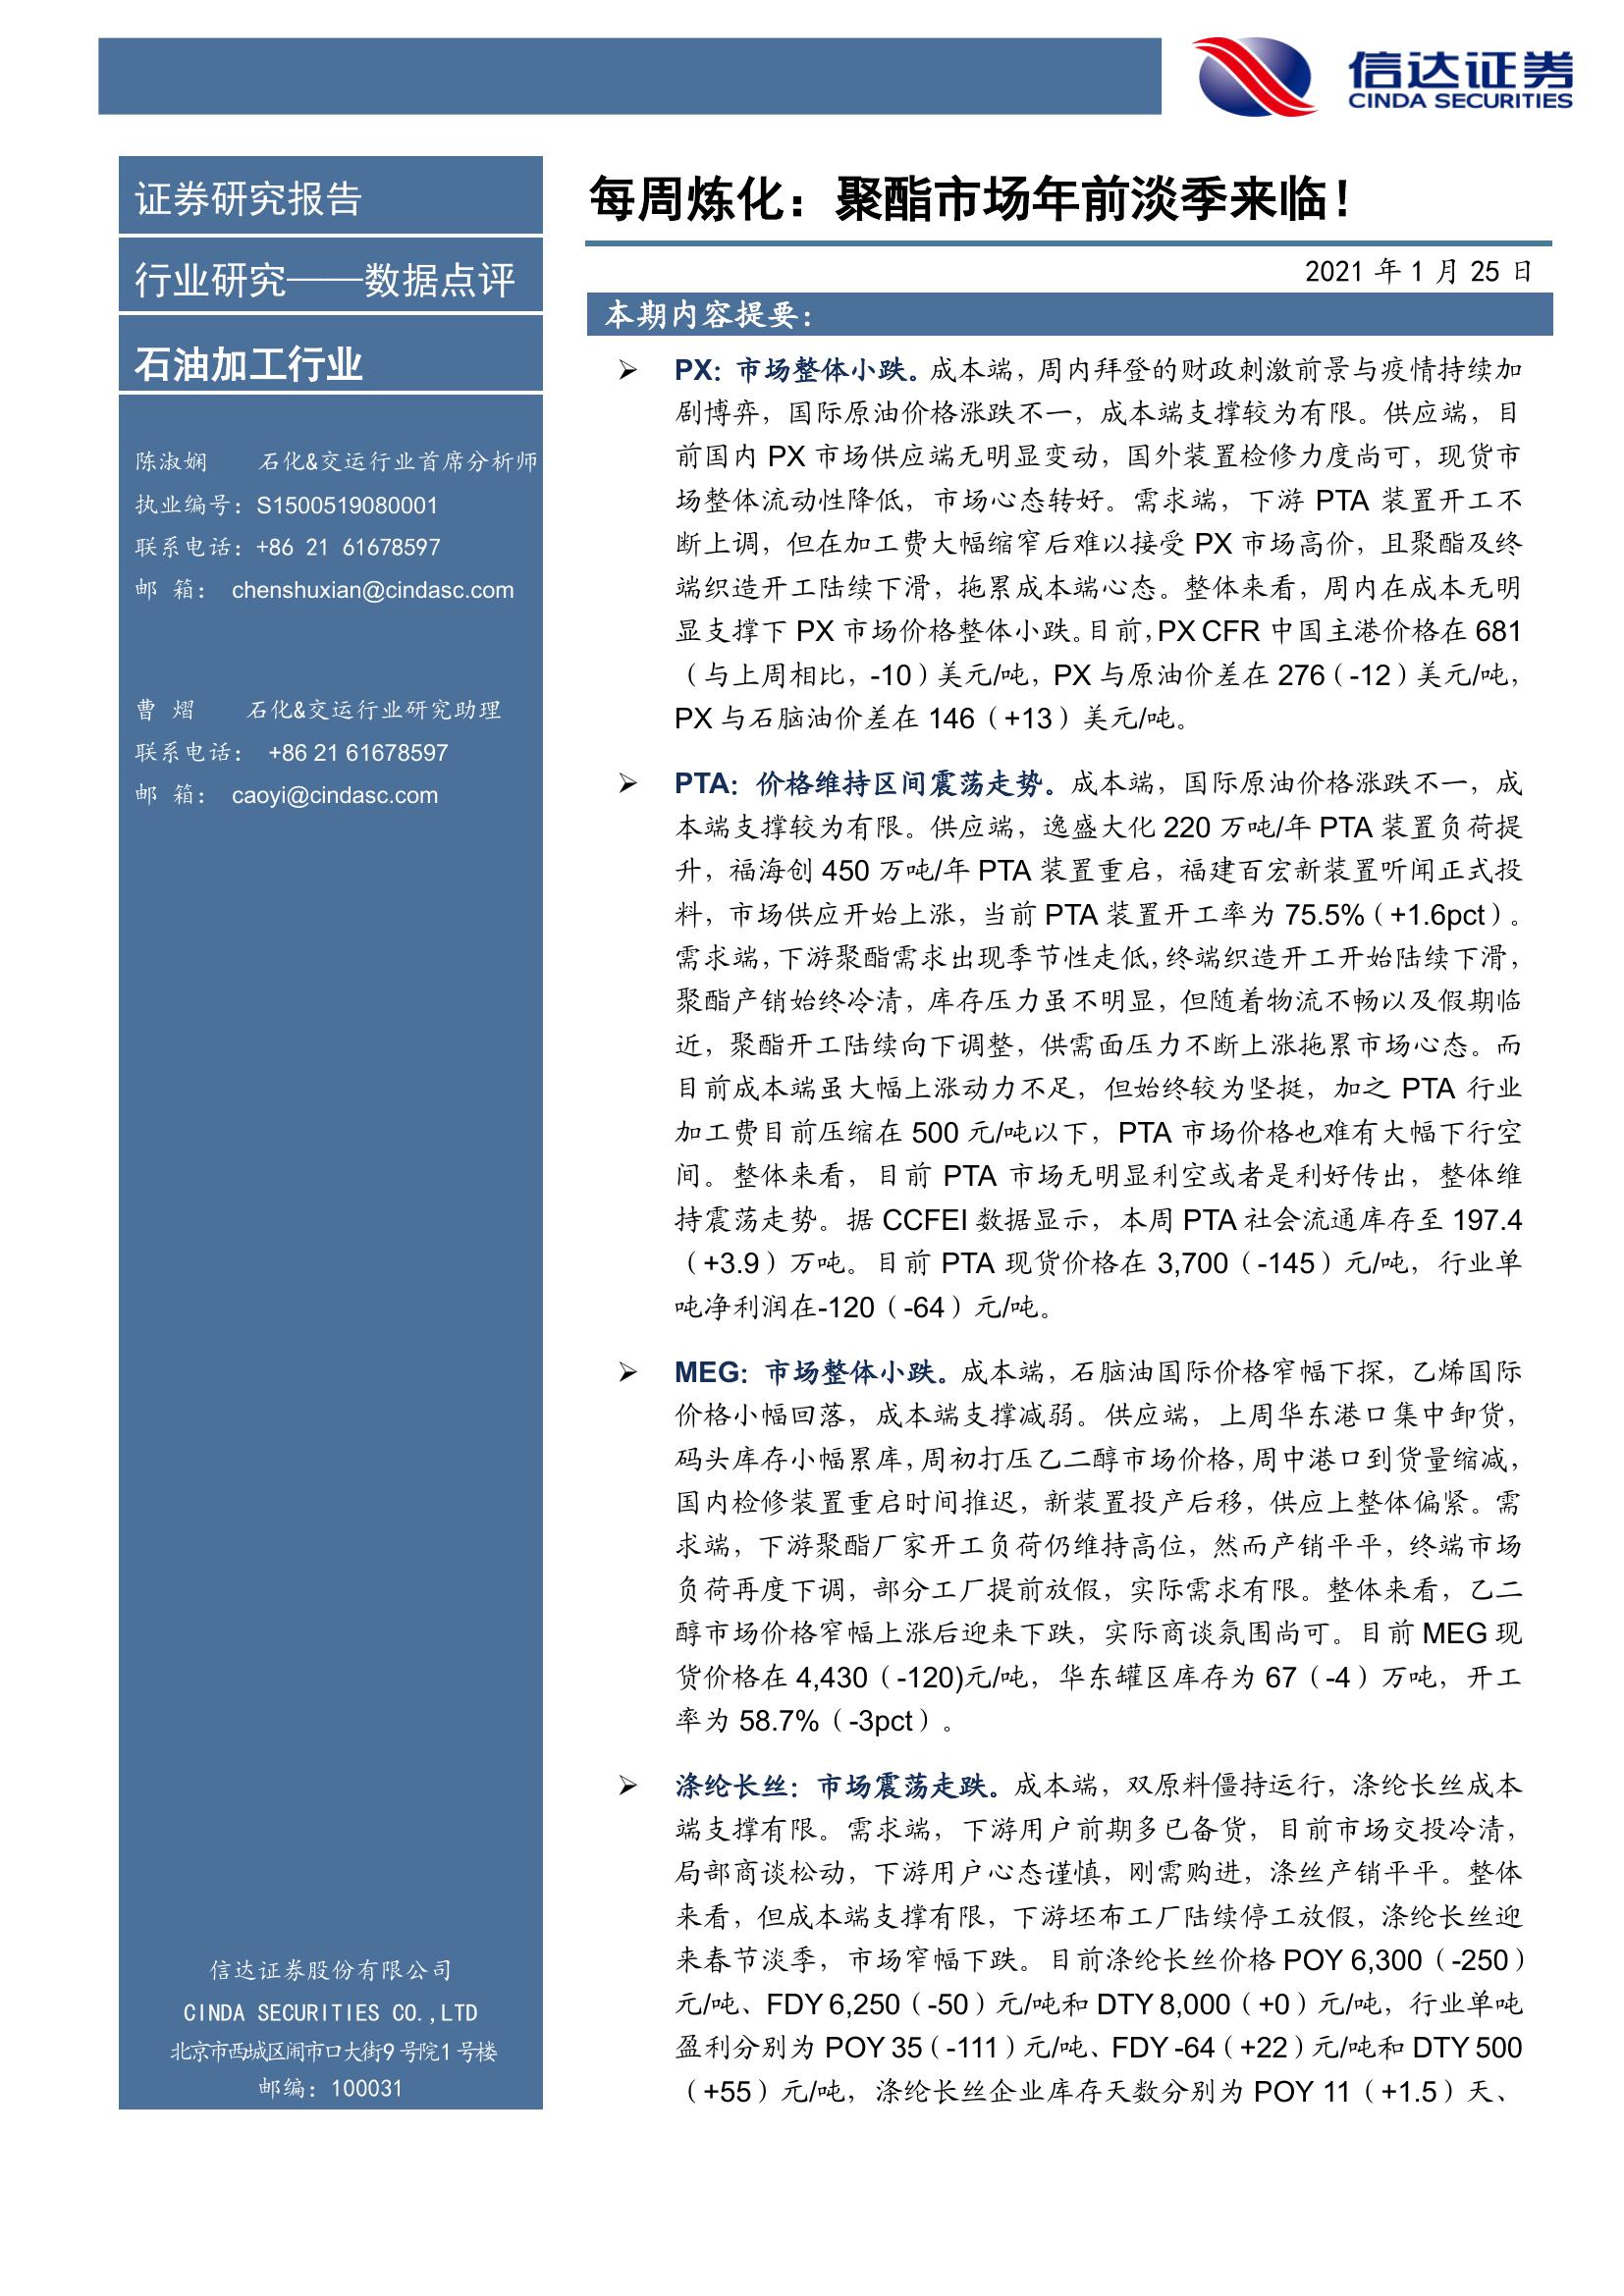 信达证券
CINDA SECURITIES
证券研究报告
行业研究——数据点评
石油加工行业
陈淑娴 石化&交运行业首席分析师
执业编号：S1500519080001
联系电话：+86 21 61678597
邮 箱： chenshuxian@cindasc.com
曹 熠 石化&交运行业研究助理
联系电话： +86 21 61678597
邮 箱： caoyi@cindasc.com
信达证券股份有限公司
CINDA SECURITIES CO.,LTD
北京市西城区闹市口大街9号院1号楼
邮编：100031
每周炼化：聚酯市场年前淡季来临！
2021 年 1 月 25 日
本期内容提要：
➢ PX：市场整体小跌。成本端，周内拜登的财政刺激前景与疫情持续加
剧博弈，国际原油价格涨跌不一，成本端支撑较为有限。供应端，目
前国内 PX 市场供应端无明显变动，国外装置检修力度尚可，现货市
场整体流动性降低，市场心态转好。需求端，下游 PTA 装置开工不
断上调，但在加工费大幅缩窄后难以接受 PX 市场高价，且聚酯及终
端织造开工陆续下滑，拖累成本端心态。整体来看，周内在成本无明
显支撑下 PX 市场价格整体小跌。目前，PX CFR 中国主港价格在 681
（与上周相比，-10）美元/吨，PX 与原油价差在 276（-12）美元/吨，
PX 与石脑油价差在 146（+13）美元/吨。
➢ PTA：价格维持区间震荡走势。成本端，国际原油价格涨跌不一，成
本端支撑较为有限。供应端，逸盛大化 220 万吨/年 PTA 装置负荷提
升，福海创 450 万吨/年 PTA 装置重启，福建百宏新装置听闻正式投
料，市场供应开始上涨，当前 PTA 装置开工率为 75.5%（+1.6pct）。
需求端，下游聚酯需求出现季节性走低，终端织造开工开始陆续下滑，
聚酯产销始终冷清，库存压力虽不明显，但随着物流不畅以及假期临
近，聚酯开工陆续向下调整，供需面压力不断上涨拖累市场心态。而
目前成本端虽大幅上涨动力不足，但始终较为坚挺，加之 PTA 行业
加工费目前压缩在 500 元/吨以下，PTA 市场价格也难有大幅下行空
间。整体来看，目前 PTA 市场无明显利空或者是利好传出，整体维
持震荡走势。据 CCFEI 数据显示，本周 PTA 社会流通库存至 197.4
（+3.9）万吨。目前 PTA 现货价格在 3,700（-145）元/吨，行业单
吨净利润在-120（-64）元/吨。
➢ MEG：市场整体小跌。成本端，石脑油国际价格窄幅下探，乙烯国际
价格小幅回落，成本端支撑减弱。供应端，上周华东港口集中卸货，
码头库存小幅累库，周初打压乙二醇市场价格，周中港口到货量缩减，
国内检修装置重启时间推迟，新装置投产后移，供应上整体偏紧。需
求端，下游聚酯厂家开工负荷仍维持高位，然而产销平平，终端市场
负荷再度下调，部分工厂提前放假，实际需求有限。整体来看，乙二
醇市场价格窄幅上涨后迎来下跌，实际商谈氛围尚可。目前 MEG 现
货价格在 4,430（-120)元/吨，华东罐区库存为 67（-4）万吨，开工
率为 58.7%（-3pct）。
➢ 涤纶长丝：市场震荡走跌。成本端，双原料僵持运行，涤纶长丝成本
端支撑有限。需求端，下游用户前期多已备货，目前市场交投冷清，
局部商谈松动，下游用户心态谨慎，刚需购进，涤丝产销平平。整体
来看，但成本端支撑有限，下游坯布工厂陆续停工放假，涤纶长丝迎
来春节淡季，市场窄幅下跌。目前涤纶长丝价格 POY 6,300（-250）
元/吨、FDY 6,250（-50）元/吨和 DTY 8,000（+0）元/吨，行业单吨
盈利分别为 POY 35（-111）元/吨、FDY -64（+22）元/吨和 DTY 500
（+55）元/吨，涤纶长丝企业库存天数分别为 POY 11（+1.5）天、